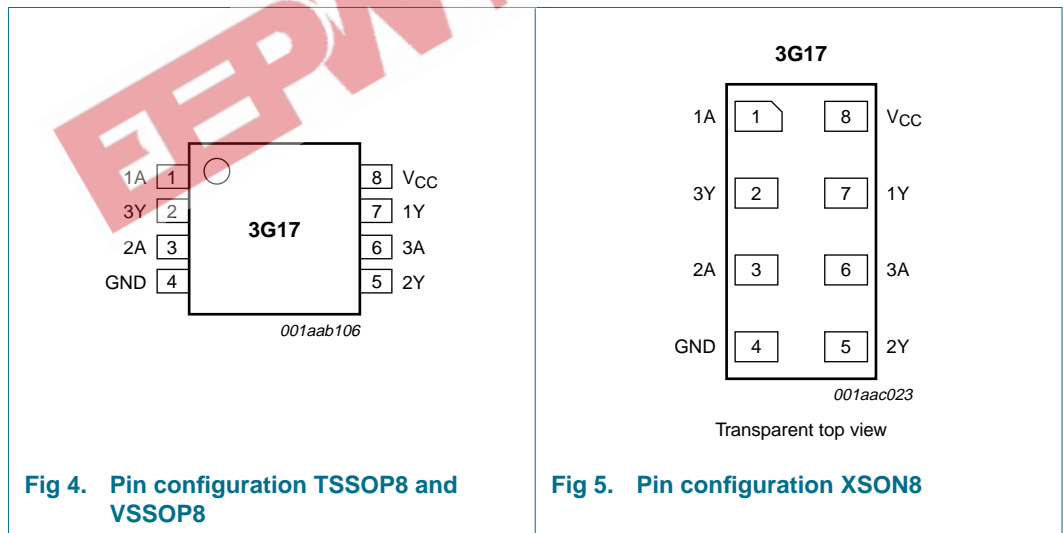 EEPW
3G17
1A 1
3Y 2
2A 3
GND 4
8 VCC
7 1Y
6 3A
5 2Y
001aab106
Fig 4. Pin configuration TSSOP8 and
VSSOP8
3G17
1A 1 8 VCC
3Y 2 7 1Y
2A 3 6 3A
GND 4 5 2Y
001aac023
Transparent top view
Fig 5. Pin configuration XSON8